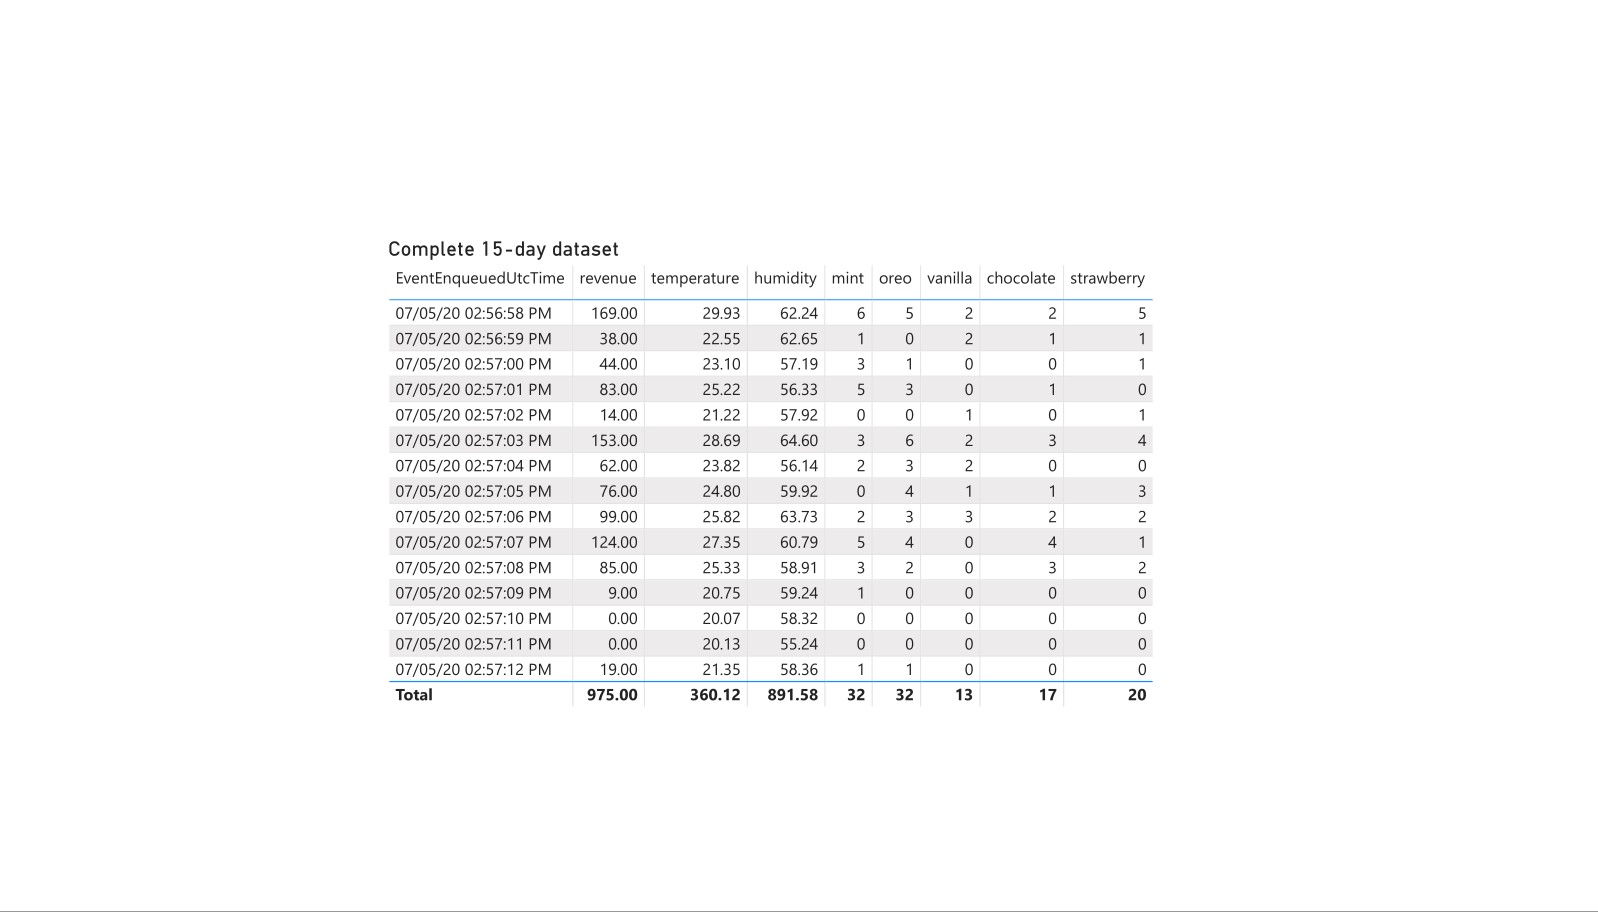 Complete 15-day dataset
EventEnqueuedUtcTime revenue temperature humidity mint oreo vanilla chocolate strawberry
07/05/20 02:56:58 PM 169.00 29.93 62.24 6 5 2 2 5
07/05/20 02:56:59 PM 38.00 22.55 62.65 1 0 2 1 1
07/05/20 02:57:00 PM 44.00 23.10 57.19 3 1 0 0 1
07/05/20 02:57:01 PM 83.00 25.22 56.33 5 3 0 1 0
07/05/20 02:57:02 PM 14.00 21.22 57.92 0 0 1 0 1
07/05/20 02:57:03 PM 153.00 28.69 64.60 3 6 2 3 4
07/05/20 02:57:04 PM 62.00 23.82 56.14 2 3 2 0 0
07/05/20 02:57:05 PM 76.00 24.80 59.92 0 4 1 1 3
07/05/20 02:57:06 PM 99.00 25.82 63.73 2 3 3 2 2
07/05/20 02:57:07 PM 124.00 27.35 60.79 5 4 0 4 1
07/05/20 02:57:08 PM 85.00 25.33 58.91 3 2 0 3 2
07/05/20 02:57:09 PM 9.00 20.75 59.24 1 0 0 0 0
07/05/20 02:57:10 PM 0.00 20.07 58.32 0 0 0 0 0
07/05/20 02:57:11 PM 0.00 20.13 55.24 0 0 0 0 0
07/05/20 02:57:12 PM 19.00 21.35 58.36 1 1 0 0 0
Total 975.00 360.12 891.58 32 32 13 17 20